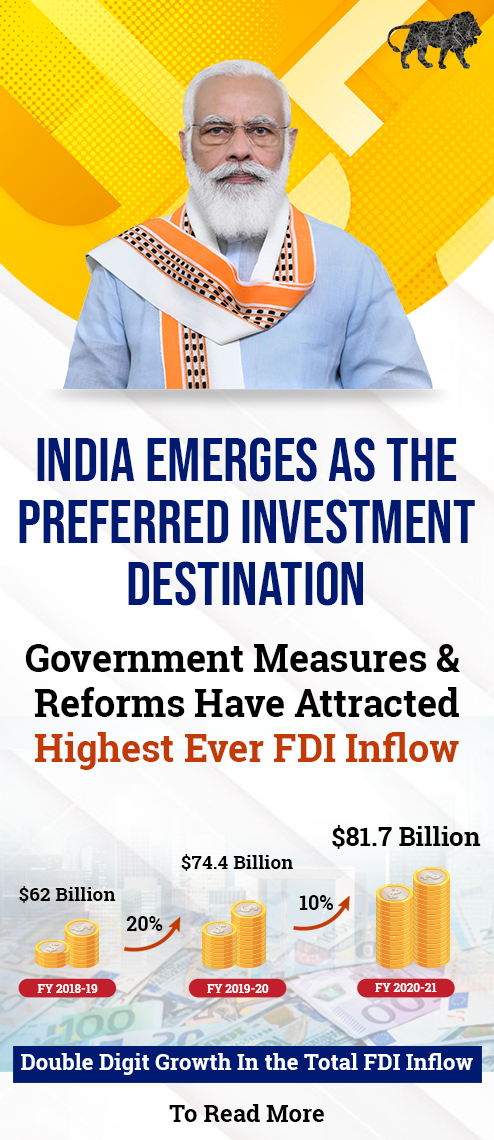 INDIA EMERGES AS THE
PREFERRED INVESTMENT
DESTINATION
Government Measures &
Reforms Have Attracted
Highest Ever FDI Inflow
$62 Billion
20%
$74.4 Billion
10%
$81.7 Billion
FY 2018-19
FY 2019-20
FY 2020-21
Double Digit Growth In the Total FDI Inflow
To Read More